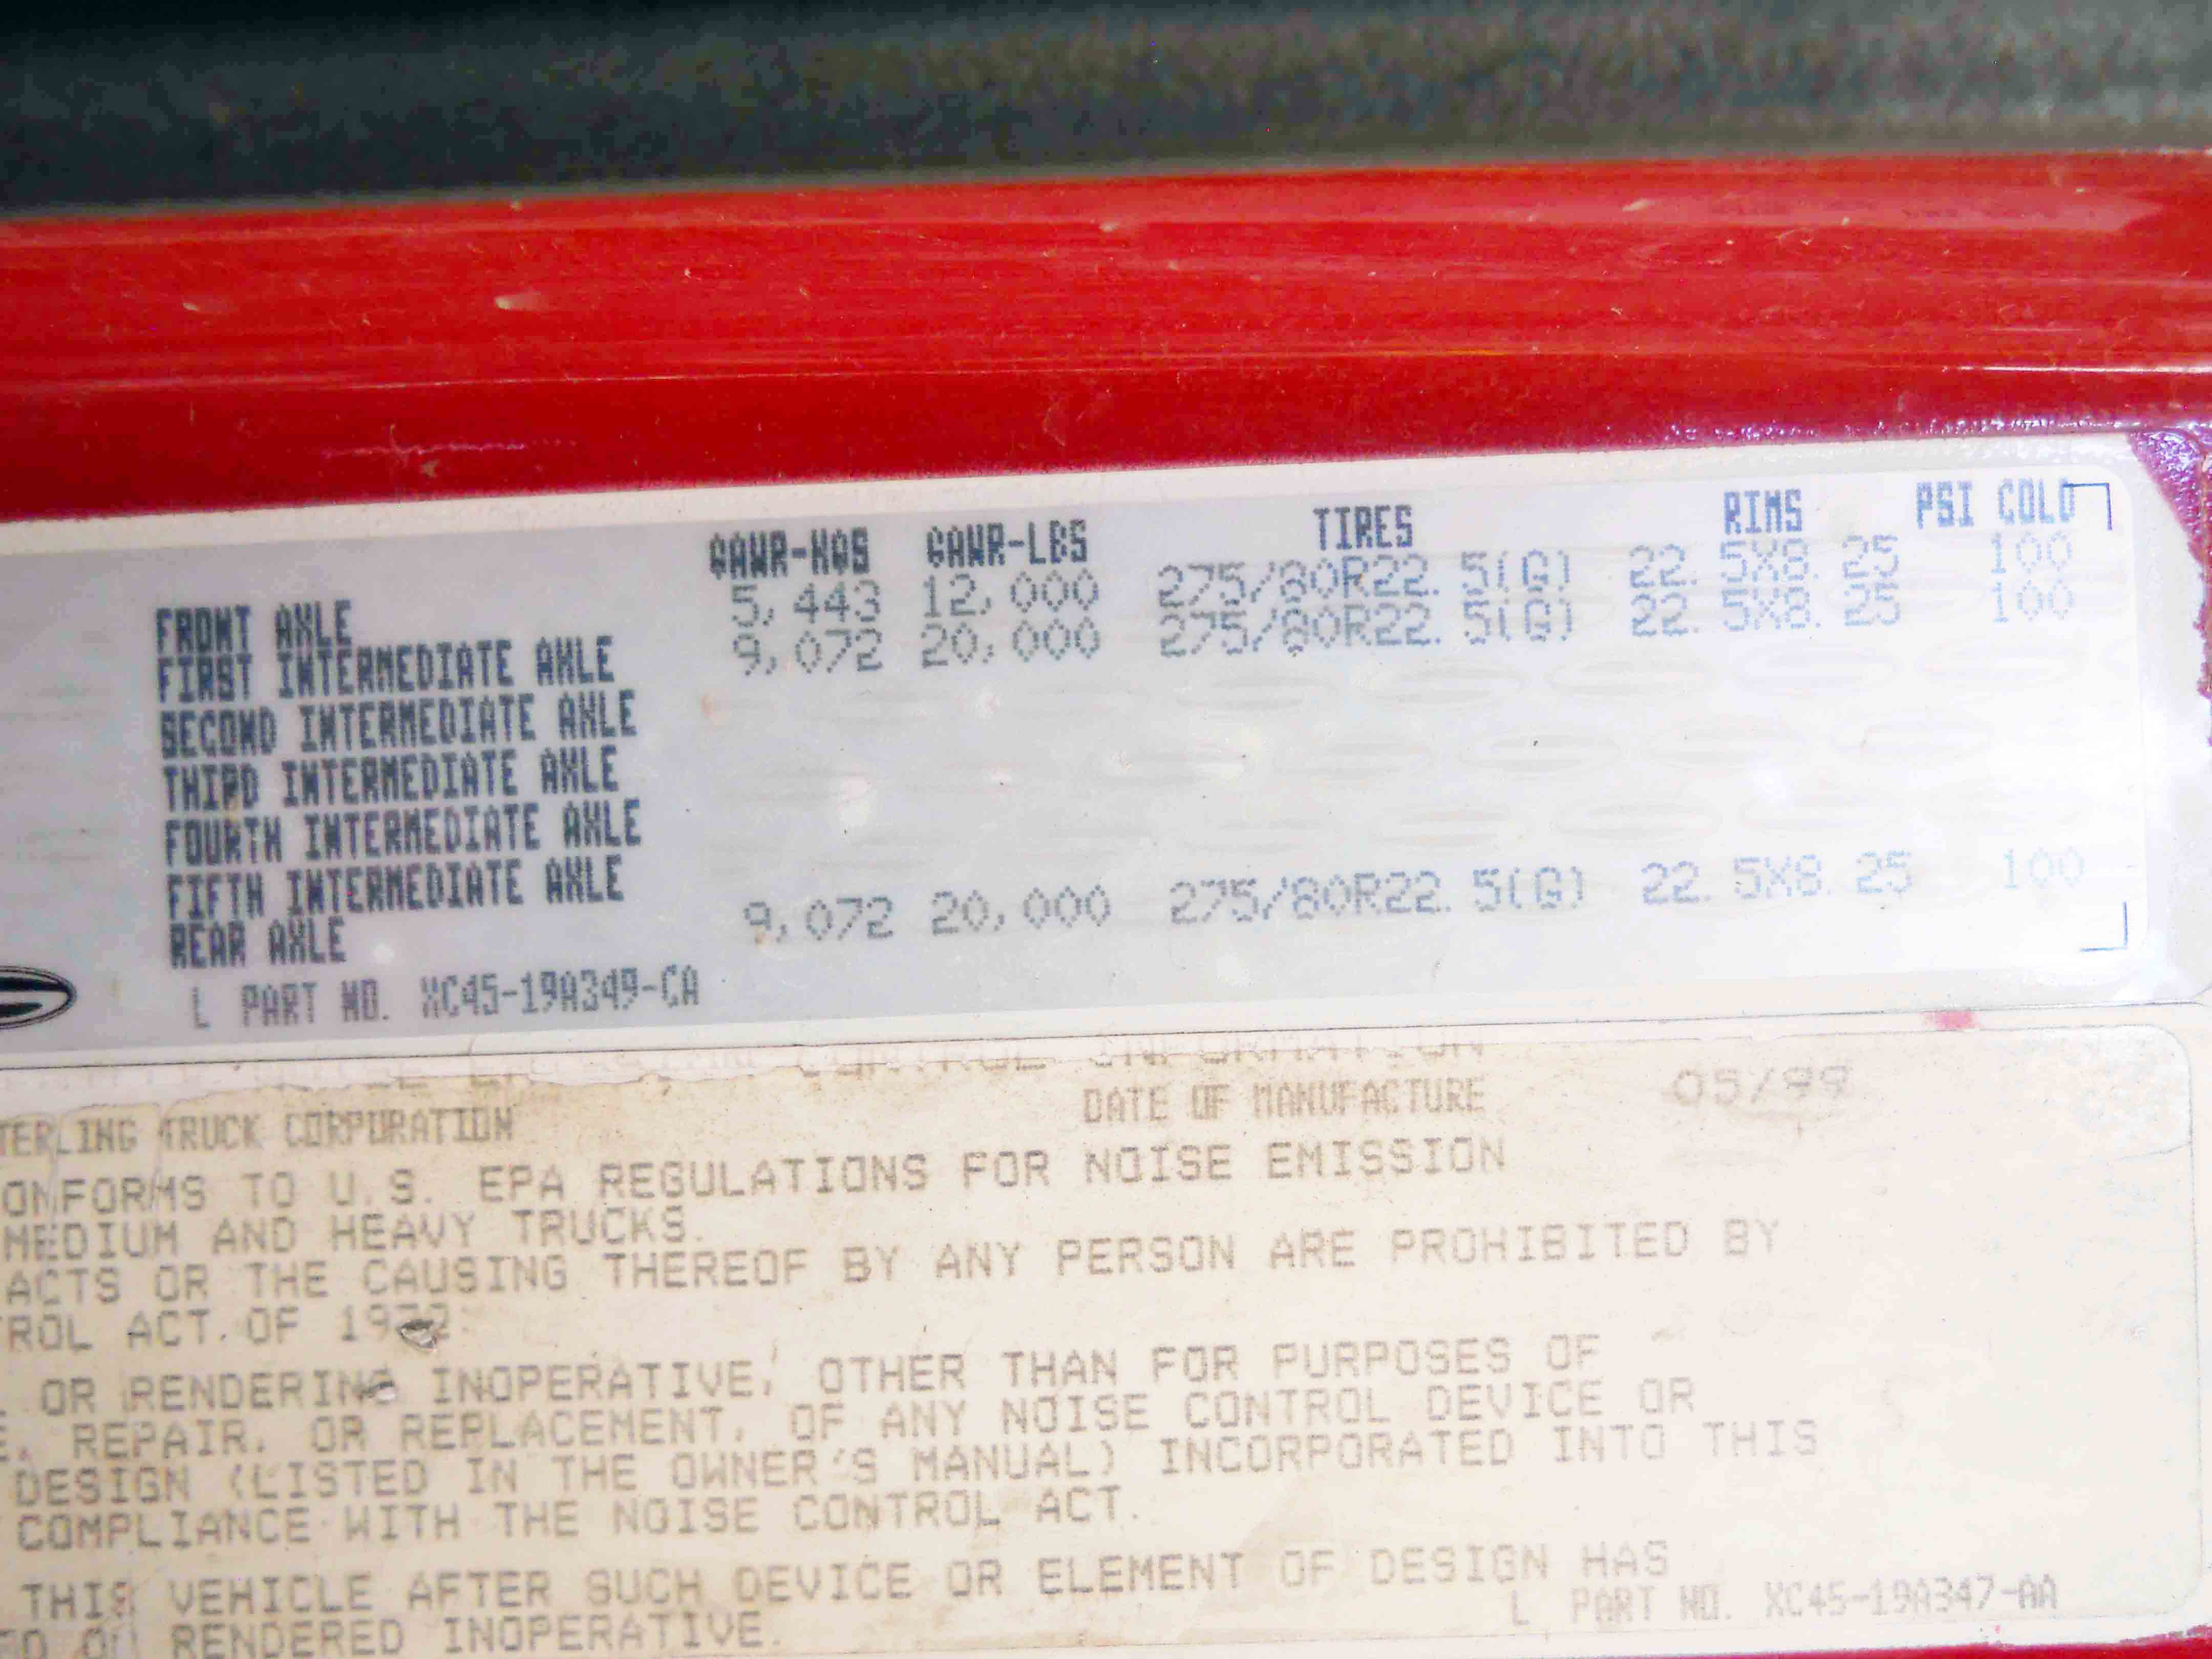 GAWR-KGS GAWR-LBS TIRES RIMS PSI COLD
FRONT AXLE 5,443 12,000 275/80R22.5(G) 22.5X8.25 100
FIRST INTERMEDIATE AXLE 9,072 20,000 275/80R22.5(G) 22.5X8.25 100
SECOND INTERMEDIATE AXLE
THIRD INTERMEDIATE AXLE
FOURTH INTERMEDIATE AXLE
FIFTH INTERMEDIATE AXLE
REAR AXLE 9,072 20,000 275/80R22.5(G) 22.5X8.25 100
L PART NO. XC45-19A349-CA
CONTROL INFORMATION
TERLING TRUCK CORPORATION DATE OF MANUFACTURE 05/99
ONFORMS TO U.S. EPA REGULATIONS FOR NOISE EMISSION
MEDIUM AND HEAVY TRUCKS.
ACTS OR THE CAUSING THEREOF BY ANY PERSON ARE PROHIBITED BY
ROL ACT OF 1972
OR RENDERING INOPERATIVE, OTHER THAN FOR PURPOSES OF
E, REPAIR, OR REPLACEMENT, OF ANY NOISE CONTROL DEVICE OR
DESIGN (LISTED IN THE OWNER'S MANUAL) INCORPORATED INTO THIS
COMPLIANCE WITH THE NOISE CONTROL ACT.
THIS VEHICLE AFTER SUCH DEVICE OR ELEMENT OF DESIGN HAS
RENDERED INOPERATIVE.
L PART NO. XC45-19A347-AA